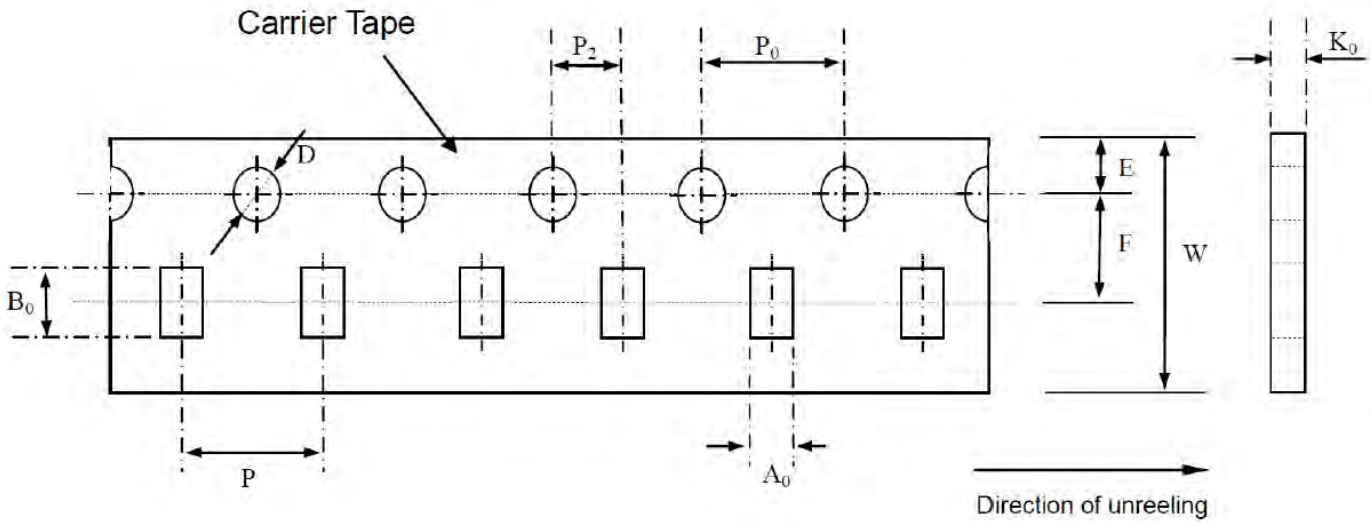 Carrier Tape
P2
P0
K0
D
E
F
W
B0
P
A0
Direction of unreeling